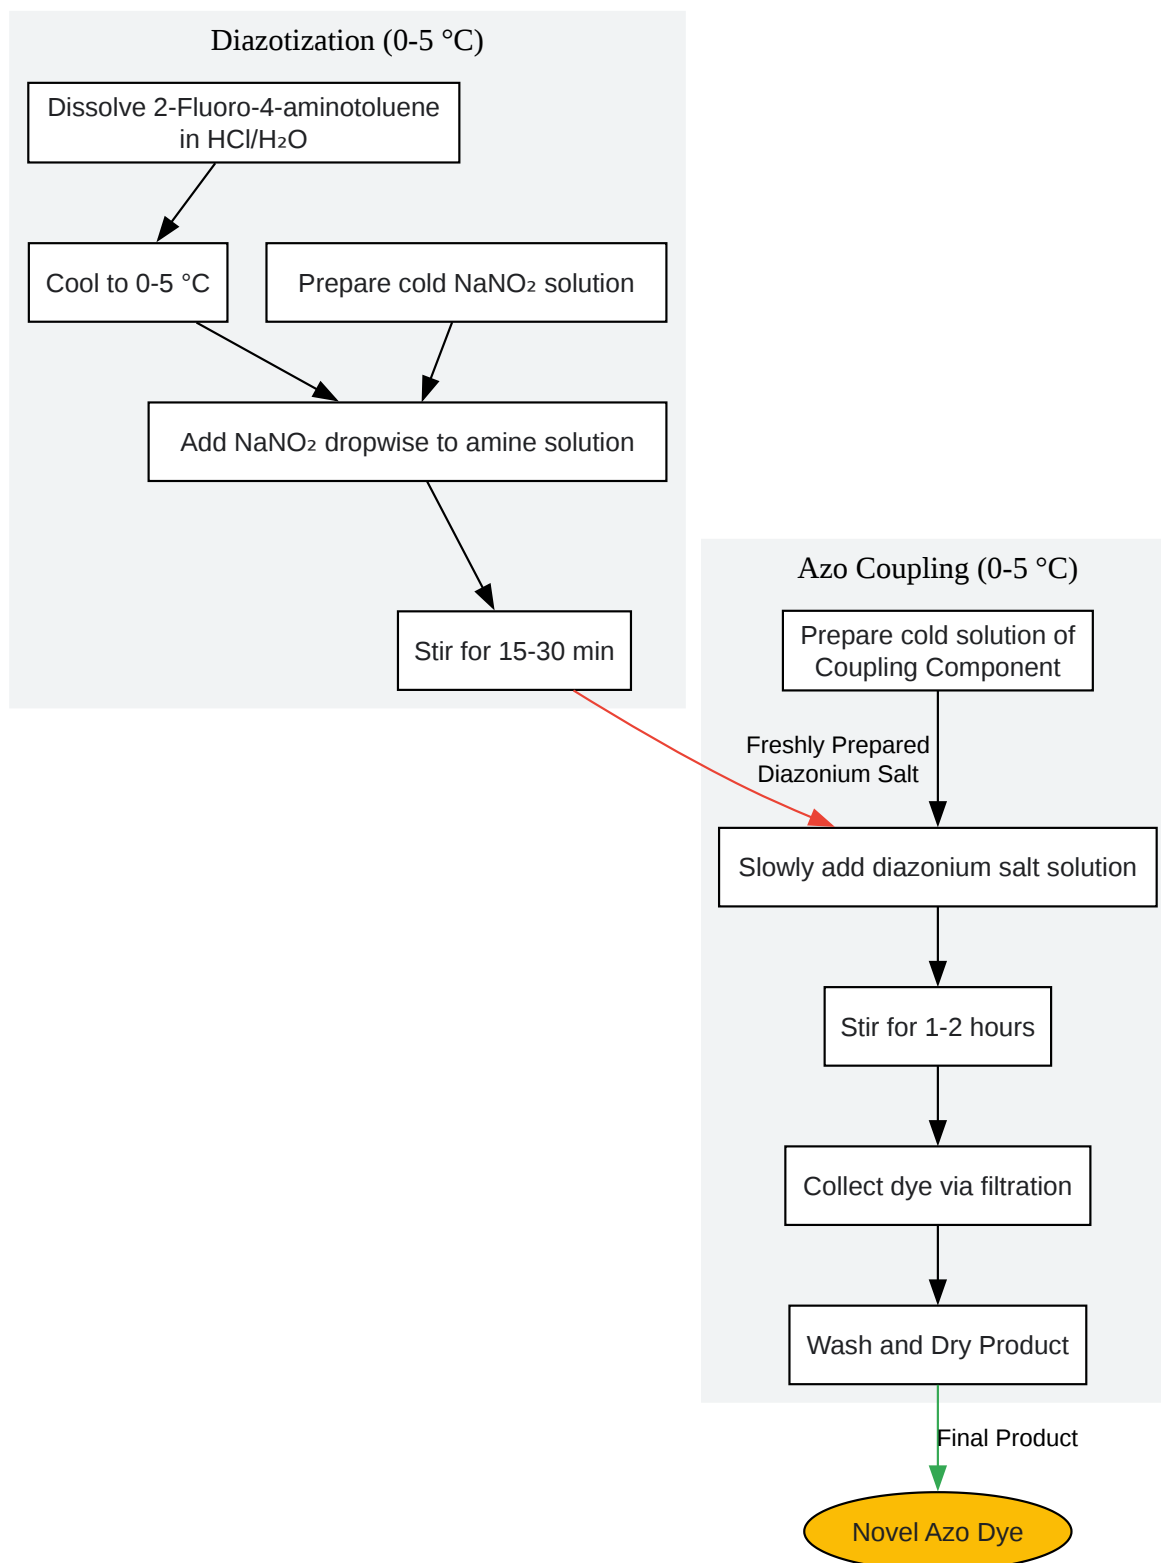 Diazotization (0-5 °C)
Dissolve 2-Fluoro-4-aminotoluene
in HCl/H₂O
Cool to 0-5 °C
Prepare cold NaNO₂ solution
Add NaNO₂ dropwise to amine solution
Stir for 15-30 min
Azo Coupling (0-5 °C)
Prepare cold solution of
Coupling Component
Freshly Prepared
Diazonium Salt
Slowly add diazonium salt solution
Stir for 1-2 hours
Collect dye via filtration
Wash and Dry Product
Final Product
Novel Azo Dye